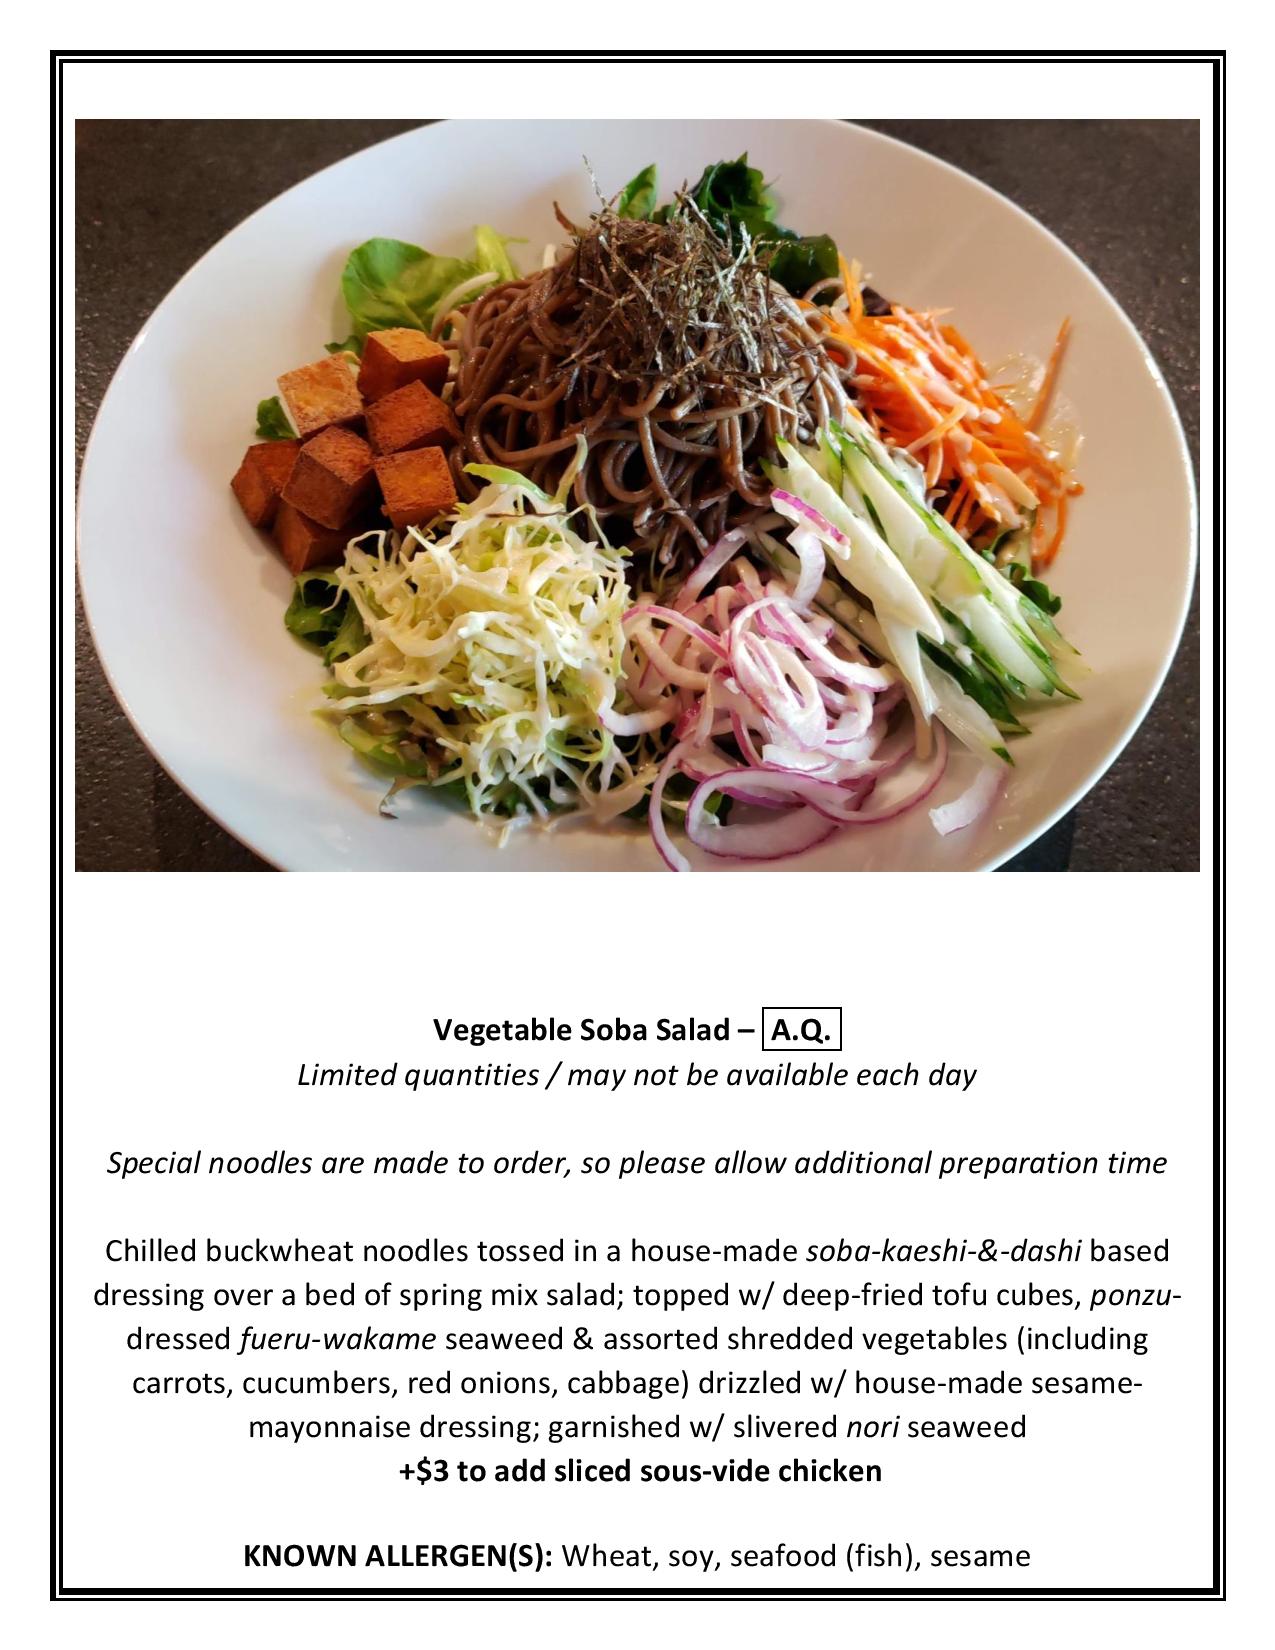 Vegetable Soba Salad – A.Q.
Limited quantities / may not be available each day
Special noodles are made to order, so please allow additional preparation time
Chilled buckwheat noodles tossed in a house-made soba-kaeshi-&-dashi based
dressing over a bed of spring mix salad; topped w/ deep-fried tofu cubes, ponzu-
dressed fueru-wakame seaweed & assorted shredded vegetables (including
carrots, cucumbers, red onions, cabbage) drizzled w/ house-made sesame-
mayonnaise dressing; garnished w/ slivered nori seaweed
+$3 to add sliced sous-vide chicken
KNOWN ALLERGEN(S): Wheat, soy, seafood (fish), sesame